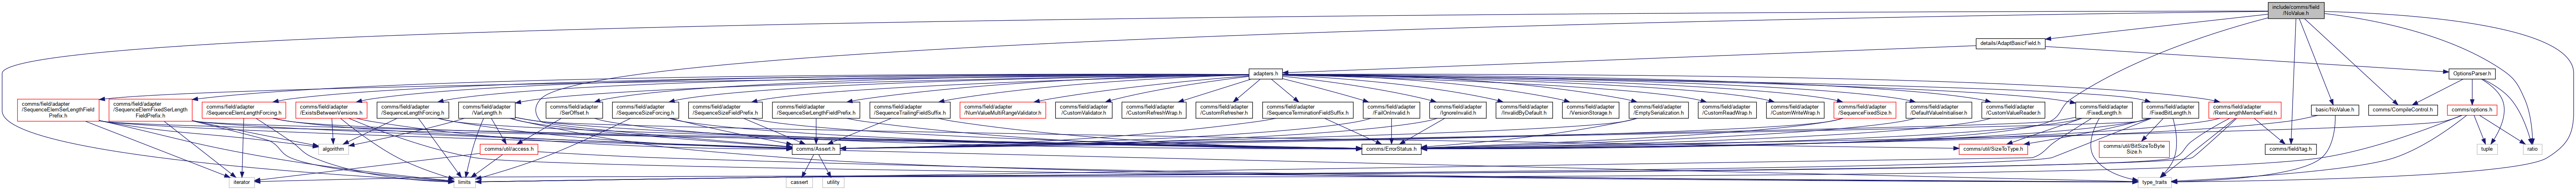 include/comms/field
/NoValue.h
details/AdaptBasicField.h
adapters.h
OptionsParser.h
comms/field/adapter
/SequenceElemSerLengthField
Prefix.h
comms/field/adapter
/SequenceElemFixedSerLength
FieldPrefix.h
comms/field/adapter
/SequenceElemLengthForcing.h
comms/field/adapter
/ExistsBetweenVersions.h
comms/field/adapter
/SequenceLengthForcing.h
comms/field/adapter
/VarLength.h
comms/field/adapter
/SerOffset.h
comms/field/adapter
/SequenceSizeForcing.h
comms/field/adapter
/SequenceSizeFieldPrefix.h
comms/field/adapter
/SequenceSerLengthFieldPrefix.h
comms/field/adapter
/SequenceTrailingFieldSuffix.h
comms/field/adapter
/NumValueMultiRangeValidator.h
comms/field/adapter
/CustomValidator.h
comms/field/adapter
/CustomRefreshWrap.h
comms/field/adapter
/CustomRefresher.h
comms/field/adapter
/SequenceTerminationFieldSuffix.h
comms/field/adapter
/FailOnInvalid.h
comms/field/adapter
/IgnoreInvalid.h
comms/field/adapter
/InvalidByDefault.h
comms/field/adapter
/VersionStorage.h
comms/field/adapter
/EmptySerialization.h
comms/field/adapter
/CustomReadWrap.h
comms/field/adapter
/CustomWriteWrap.h
comms/field/adapter
/SequenceFixedSize.h
comms/field/adapter
/DefaultValueInitialiser.h
comms/field/adapter
/CustomValueReader.h
comms/field/adapter
/FixedLength.h
comms/field/adapter
/FixedBitLength.h
comms/field/adapter
/RemLengthMemberField.h
basic/NoValue.h
comms/CompileControl.h
comms/options.h
algorithm
comms/util/access.h
comms/Assert.h
comms/ErrorStatus.h
comms/util/SizeToType.h
comms/util/BitSizeToByte
Size.h
comms/field/tag.h
tuple
ratio
iterator
limits
cassert
utility
type_traits